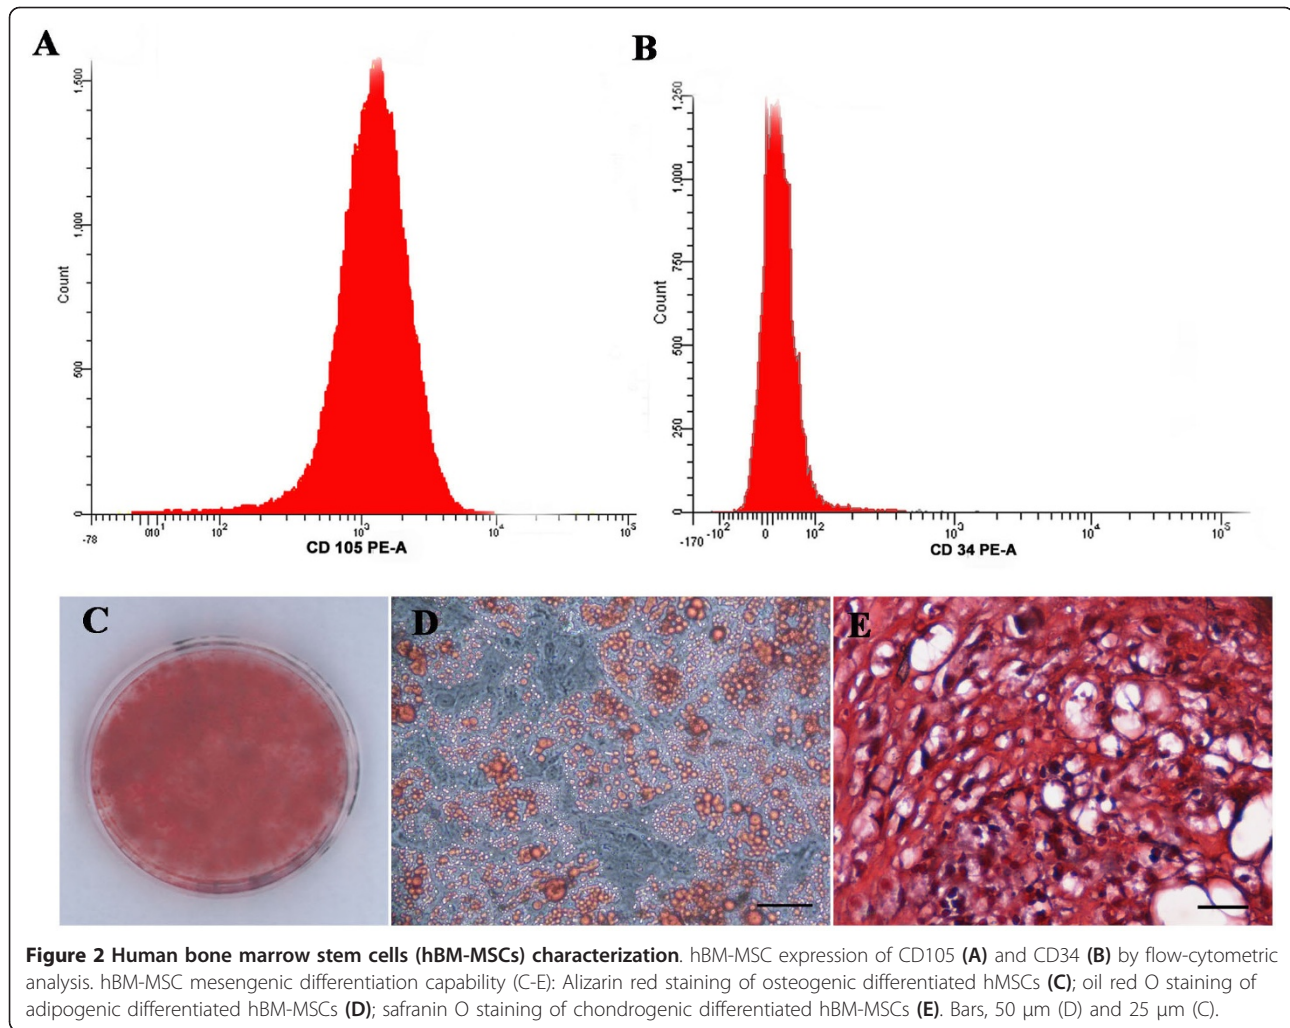 A
1,500
1,000
500
0
Count
-78 010¹ 10² 10³ 10⁴ 10⁵
CD 105 PE-A
B
1,250
1,000
750
500
250
0
Count
-170 -10² 0 10² 10³ 10⁴ 10⁵
CD 34 PE-A
C
D
E
Figure 2 Human bone marrow stem cells (hBM-MSCs) characterization. hBM-MSC expression of CD105 (A) and CD34 (B) by flow-cytometric
analysis. hBM-MSC mesengenic differentiation capability (C-E): Alizarin red staining of osteogenic differentiated hMSCs (C); oil red O staining of
adipogenic differentiated hBM-MSCs (D); safranin O staining of chondrogenic differentiated hBM-MSCs (E). Bars, 50 μm (D) and 25 μm (C).